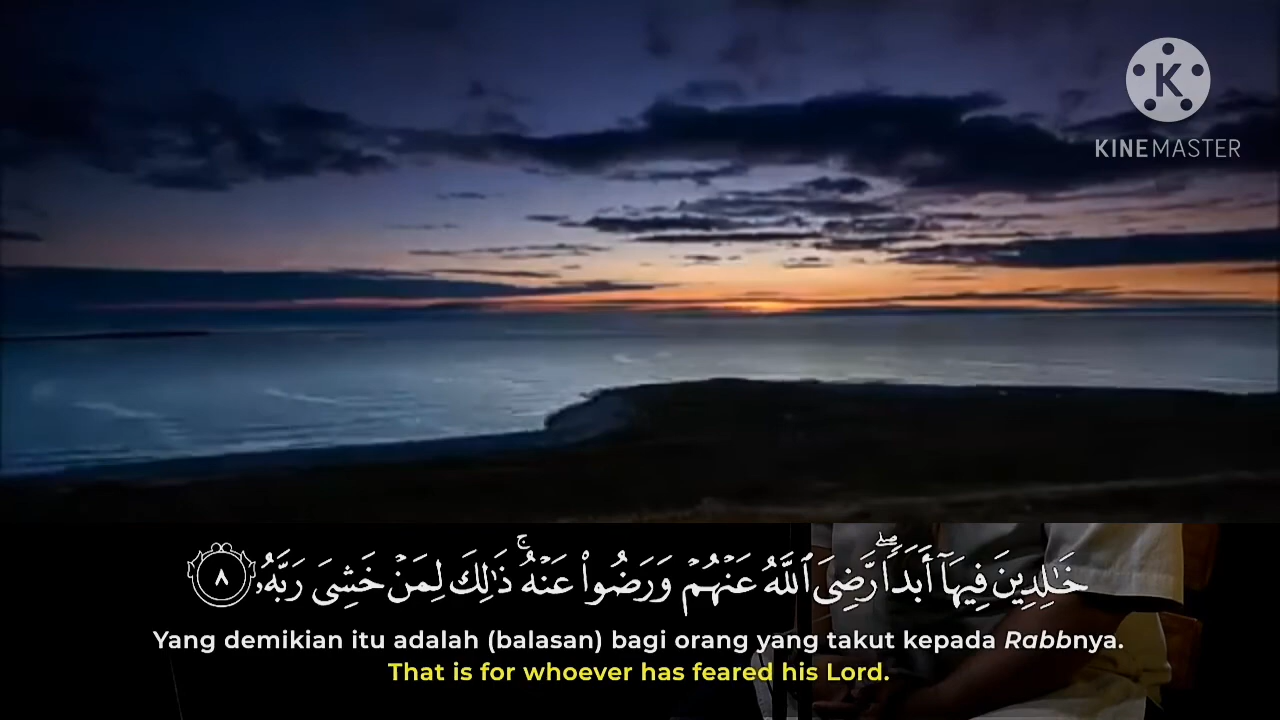 K
KINEMASTER
خَٰلِدِينَ فِيهَآ أَبَدًاۖ رَّضِيَ ٱللَّهُ عَنْهُمْ وَرَضُوا۟ عَنْهُۚ ذَٰلِكَ لِمَنْ خَشِيَ رَبَّهُۥ ٨
Yang demikian itu adalah (balasan) bagi orang yang takut kepada Rabbnya.
That is for whoever has feared his Lord.